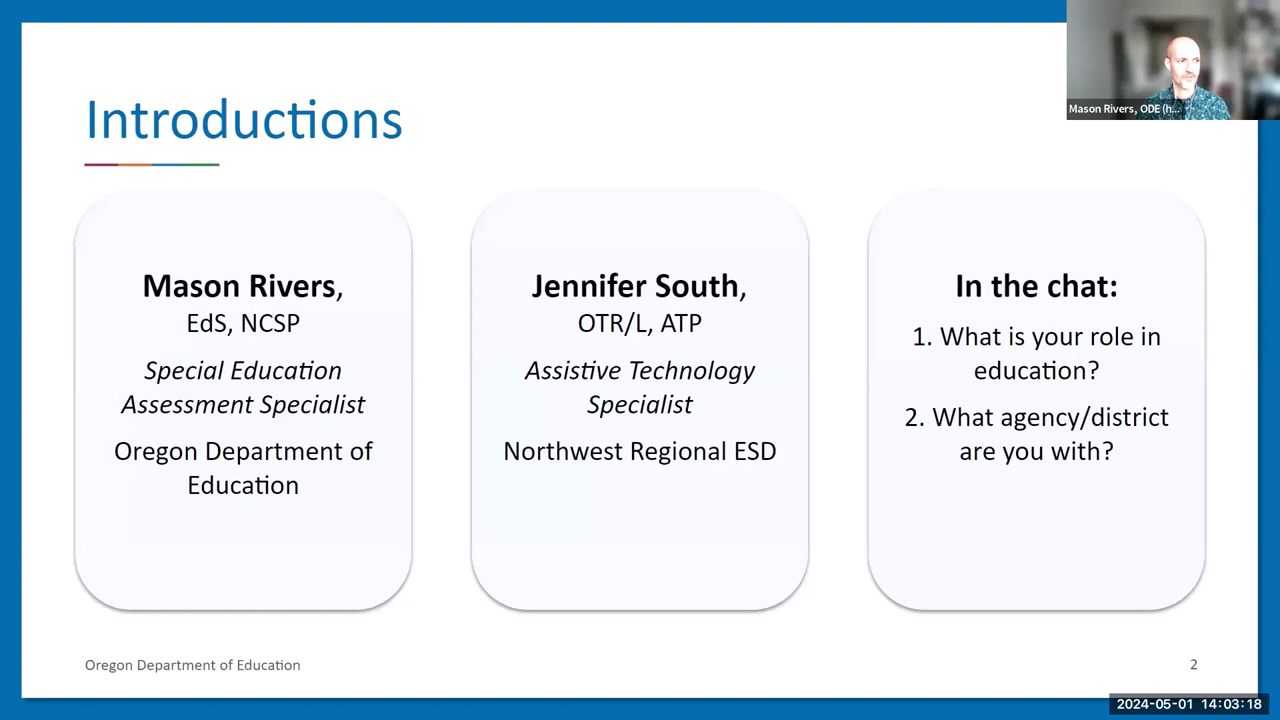 Introductions
Mason Rivers, ODE (h...
Mason Rivers,
EdS, NCSP
Special Education
Assessment Specialist
Oregon Department of
Education
Jennifer South,
OTR/L, ATP
Assistive Technology
Specialist
Northwest Regional ESD
In the chat:
1. What is your role in
education?
2. What agency/district
are you with?
Oregon Department of Education
2
2024-05-01 14:03:18